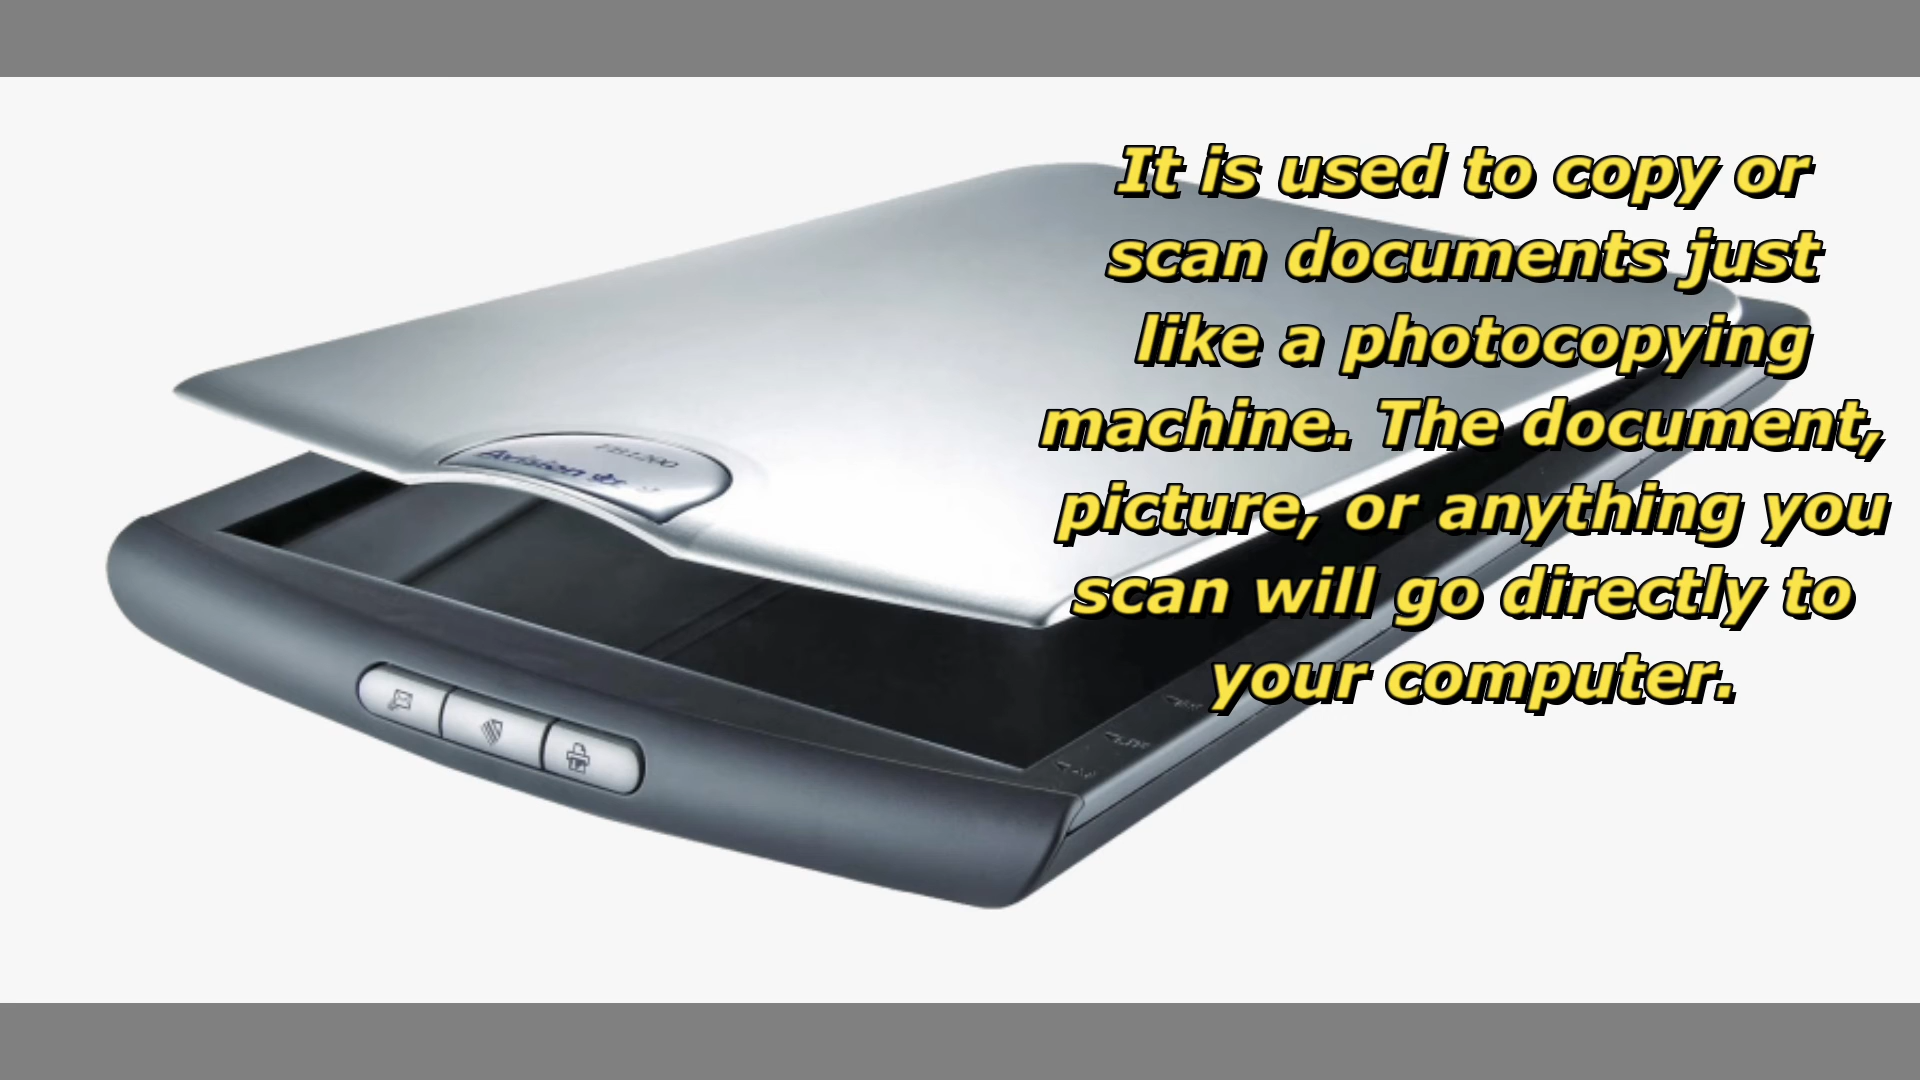 It is used to copy or
scan documents just
like a photocopying
machine. The document,
picture, or anything you
scan will go directly to
your computer.
Avision